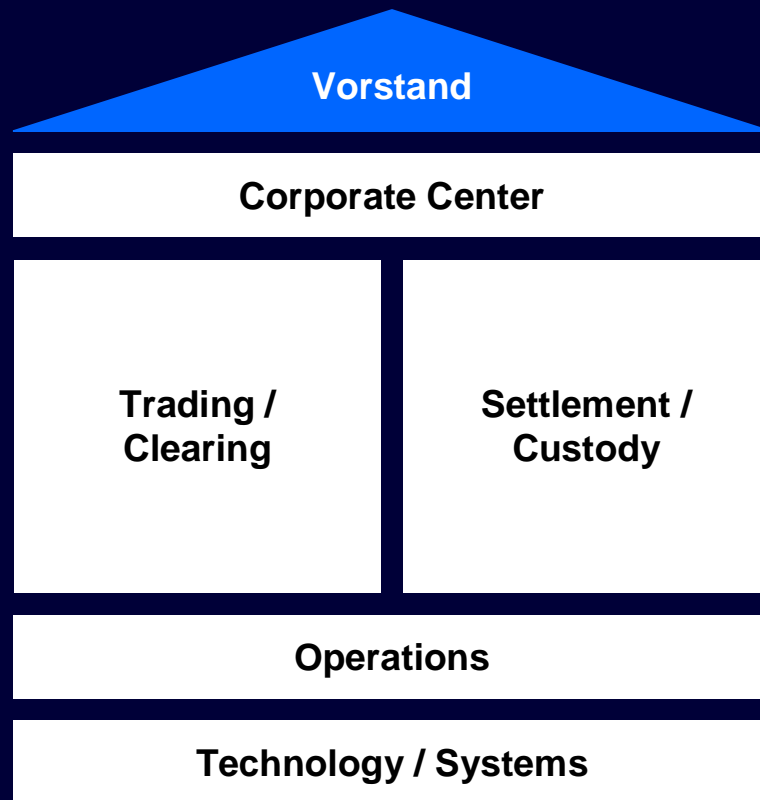 Vorstand
Corporate Center
Trading /
Clearing
Settlement /
Custody
Operations
Technology / Systems